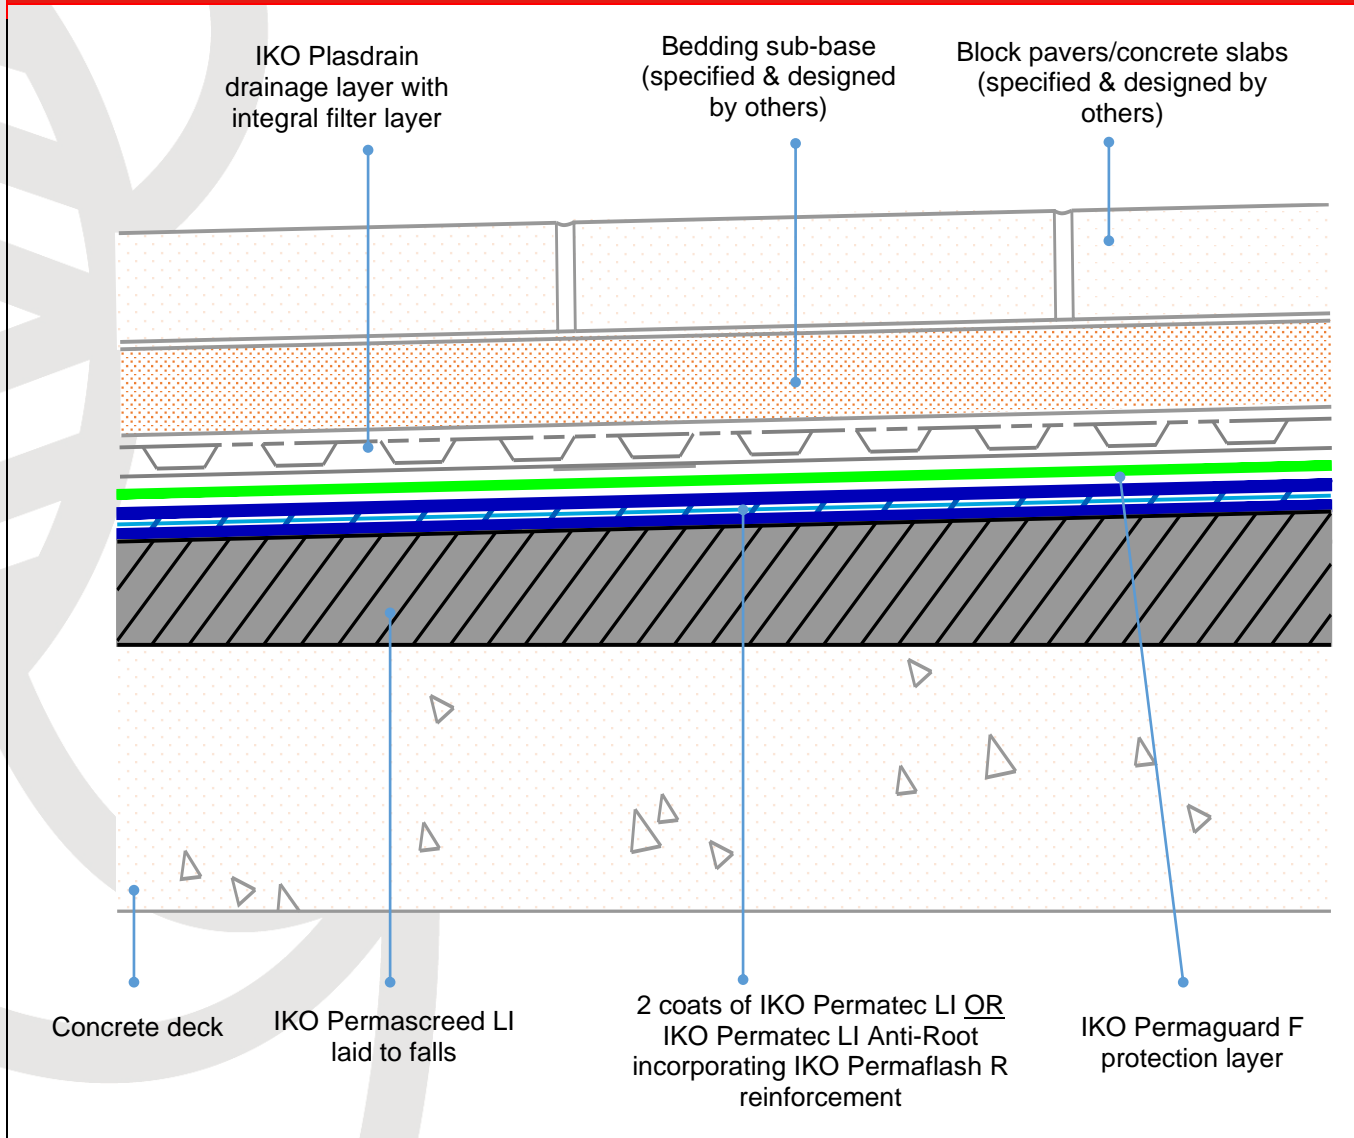 IKO Plasdrain
drainage layer with
integral filter layer
Bedding sub-base
(specified & designed
by others)
Block pavers/concrete slabs
(specified & designed by
others)
Concrete deck
IKO Permascreed LI
laid to falls
2 coats of IKO Permatec LI OR
IKO Permatec LI Anti-Root
incorporating IKO Permaflash R
reinforcement
IKO Permaguard F
protection layer